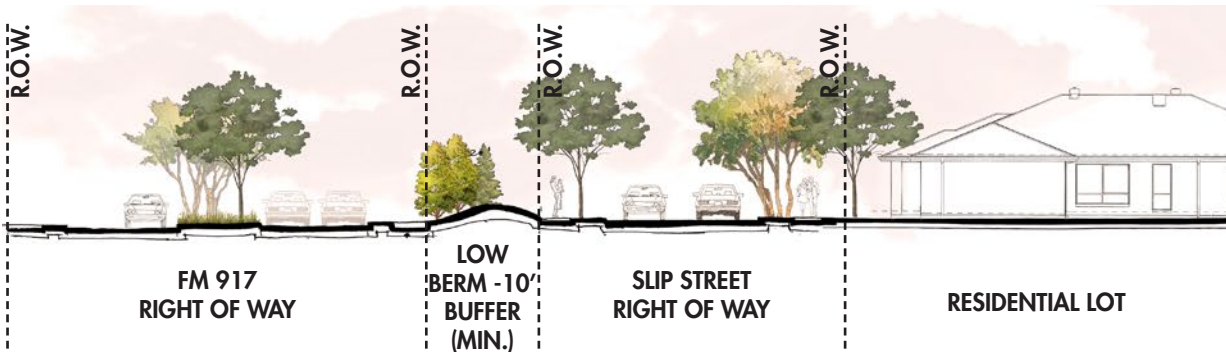 R.O.W.
R.O.W.
R.O.W.
R.O.W.
FM 917
RIGHT OF WAY
LOW
BERM -10'
BUFFER
(MIN.)
SLIP STREET
RIGHT OF WAY
RESIDENTIAL LOT